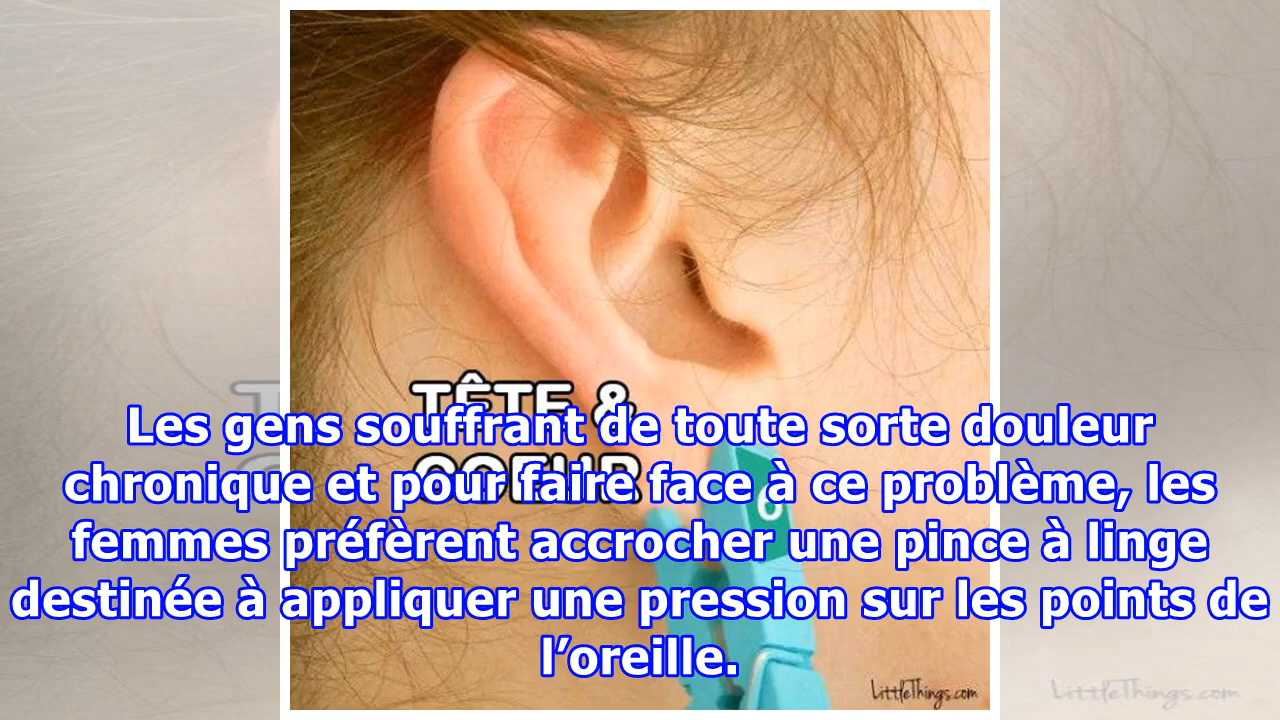 TÊTE &
COEUR
Les gens souffrant de toute sorte douleur
chronique et pour faire face à ce problème, les
femmes préfèrent accrocher une pince à linge
destinée à appliquer une pression sur les points de
l’oreille.
6
LittleThings.com
LittleThings.com